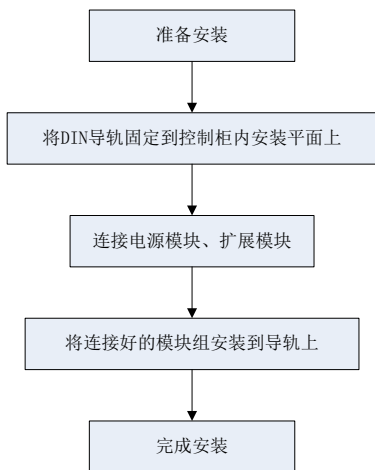 准备安装
将DIN导轨固定到控制柜内安装平面上
连接电源模块、扩展模块
将连接好的模块组安装到导轨上
完成安装